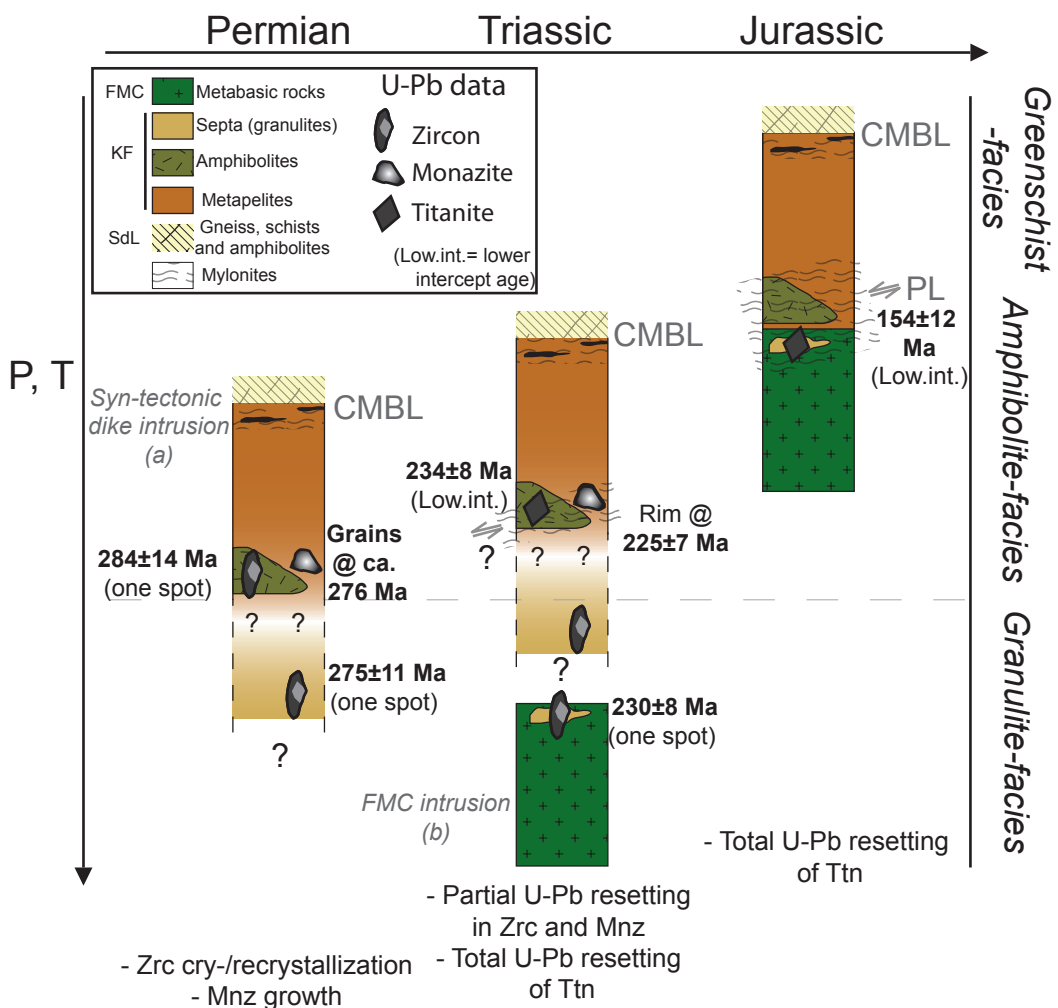 Permian
Triassic
Jurassic
P, T
FMC
Metabasic rocks
KF
Septa (granulites)
Amphibolites
Metapelites
SdL
Gneiss, schists
and amphibolites
Mylonites
U-Pb data
Zircon
Monazite
Titanite
(Low.int.= lower
intercept age)
Greenschist
-facies
Amphibolite-facies
Granulite-facies
Syn-tectonic
dike intrusion
(a)
CMBL
284±14 Ma
(one spot)
Grains
@ ca.
276 Ma
? ?
275±11 Ma
(one spot)
?
- Zrc cry-/recrystallization
- Mnz growth
CMBL
234±8 Ma
(Low.int.)
?
Rim @
225±7 Ma
? ?
?
230±8 Ma
(one spot)
FMC intrusion
(b)
- Partial U-Pb resetting
in Zrc and Mnz
- Total U-Pb resetting
of Ttn
CMBL
PL
154±12
Ma
(Low.int.)
- Total U-Pb resetting
of Ttn